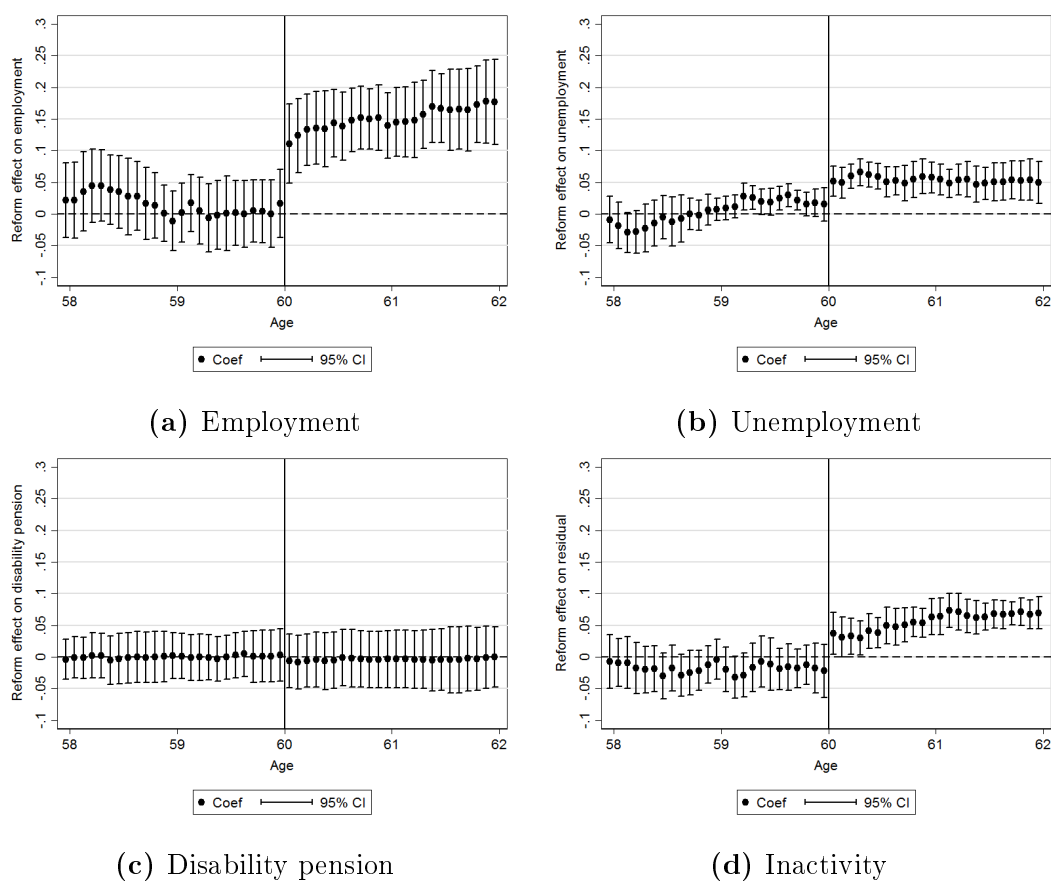 Reform effect on employment
.3
.25
.2
.15
.1
.05
0
-.05
-.1
58 59 60 61 62
Age
Coef 95% CI
(a) Employment
Reform effect on unemployment
.3
.25
.2
.15
.1
.05
0
-.05
-.1
58 59 60 61 62
Age
Coef 95% CI
(b) Unemployment
Reform effect on disability pension
.3
.25
.2
.15
.1
.05
0
-.05
-.1
58 59 60 61 62
Age
Coef 95% CI
(c) Disability pension
Reform effect on residual
.3
.25
.2
.15
.1
.05
0
-.05
-.1
58 59 60 61 62
Age
Coef 95% CI
(d) Inactivity